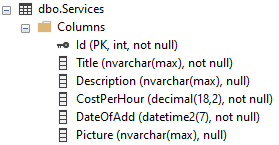 dbo.Services
Columns
Id (PK, int, not null)
Title (nvarchar(max), not null)
Description (nvarchar(max), not null)
CostPerHour (decimal(18,2), not null)
DateOfAdd (datetime2(7), not null)
Picture (nvarchar(max), null)